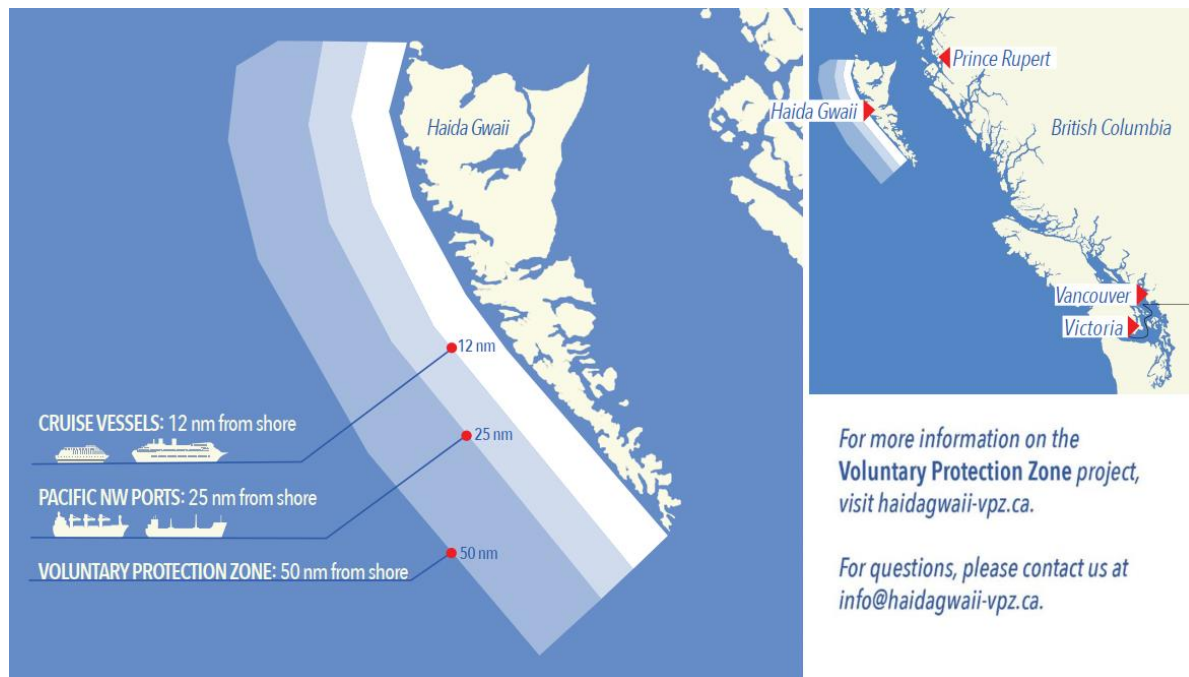 Haida Gwaii
12 nm
25 nm
50 nm
CRUISE VESSELS: 12 nm from shore
PACIFIC NW PORTS: 25 nm from shore
VOLUNTARY PROTECTION ZONE: 50 nm from shore
Prince Rupert
Haida Gwaii
British Columbia
Vancouver
Victoria
For more information on the
Voluntary Protection Zone project,
visit haidagwaii-vpz.ca.
For questions, please contact us at
info@haidagwaii-vpz.ca.